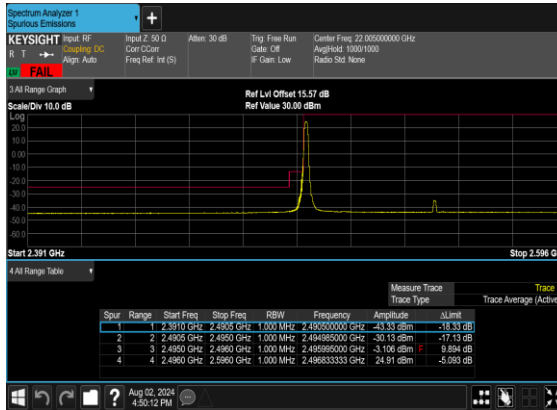 Spectrum Analyzer 1
Spurious Emissions
KEYSIGHT Input: RF Input Z: 50 Ω Atten: 30 dB Trig: Free Run Center Freq: 22.005000000 GHz
R T Coupling: DC Corr CCorr Gate: Off Avg|Hold: 1000/1000
Align: Auto Freq Ref: Int (S) IF Gain: Low Radio Std: None
FAIL
3 All Range Graph Ref Lvl Offset 15.57 dB
Scale/Div 10.0 dB Ref Value 30.00 dBm
Log
20.0
10.0
0.00
-10.0
-20.0
-30.0
-40.0
-50.0
-60.0
Start 2.391 GHz Stop 2.596 G
4 All Range Table
Measure Trace Trace
Trace Type Trace Average (Active
Spur Range Start Freq Stop Freq RBW Frequency Amplitude ΔLimit
1 1 2.3910 GHz 2.4905 GHz 1.000 MHz 2.490500000 GHz -43.33 dBm -18.33 dB
2 2 2.4905 GHz 2.4950 GHz 1.000 MHz 2.494985000 GHz -30.13 dBm -17.13 dB
3 3 2.4950 GHz 2.4960 GHz 1.000 MHz 2.495995000 GHz -3.106 dBm F 9.894 dB
4 4 2.4960 GHz 2.5960 GHz 1.000 MHz 2.496833333 GHz 24.91 dBm -5.093 dB
Aug 02, 2024
4:50:12 PM